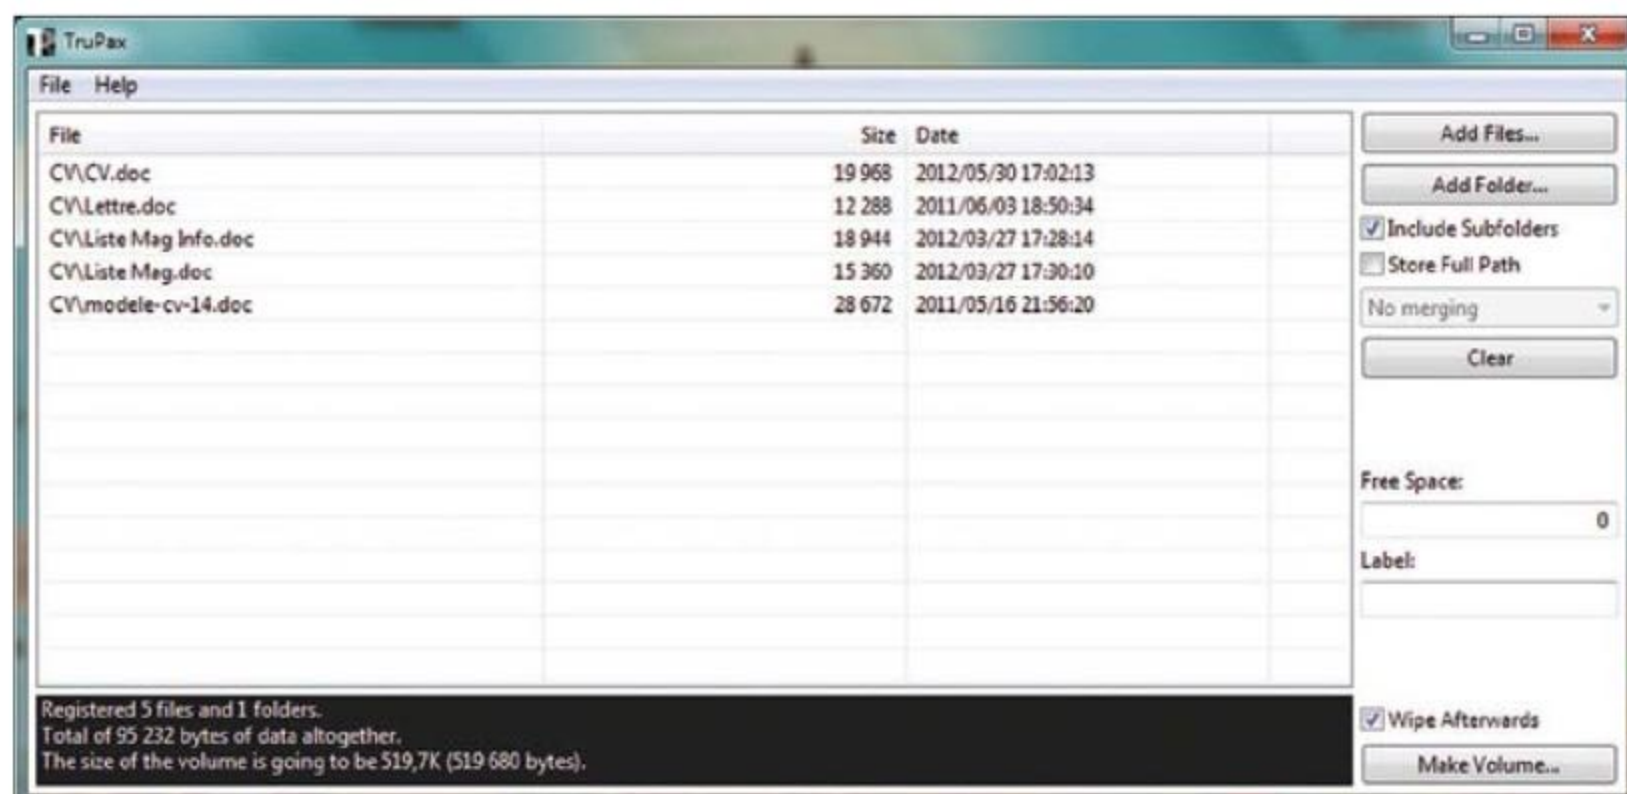 TruPax
File Help
File Size Date
CV\CV.doc 19 968 2012/05/30 17:02:13
CV\Lettre.doc 12 288 2011/06/03 18:50:34
CV\Liste Mag Info.doc 18 944 2012/03/27 17:28:14
CV\Liste Mag.doc 15 360 2012/03/27 17:30:10
CV\modele-cv-14.doc 28 672 2011/05/16 21:56:20
Add Files...
Add Folder...
Include Subfolders
Store Full Path
No merging
Clear
Free Space:
0
Label:
Wipe Afterwards
Make Volume...
Registered 5 files and 1 folders.
Total of 95 232 bytes of data altogether.
The size of the volume is going to be 519,7K (519 680 bytes).